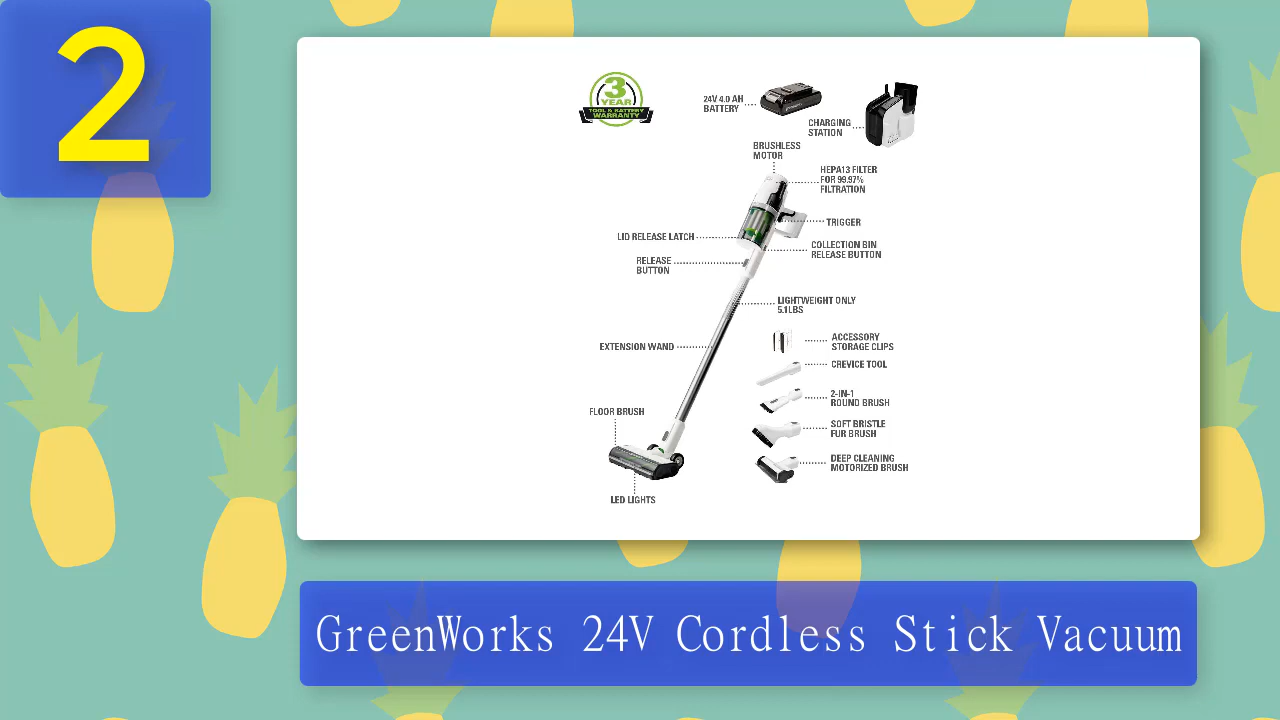 2
3
YEAR
TOOL & BATTERY
WARRANTY
24V 4.0 AH
BATTERY
CHARGING
STATION
BRUSHLESS
MOTOR
HEPA13 FILTER
FOR 99.97%
FILTRATION
TRIGGER
LID RELEASE LATCH
COLLECTION BIN
RELEASE BUTTON
RELEASE
BUTTON
LIGHTWEIGHT ONLY
5.1LBS
EXTENSION WAND
ACCESSORY
STORAGE CLIPS
CREVICE TOOL
2-IN-1
ROUND BRUSH
FLOOR BRUSH
SOFT BRISTLE
FUR BRUSH
DEEP CLEANING
MOTORIZED BRUSH
LED LIGHTS
GreenWorks 24V Cordless Stick Vacuum